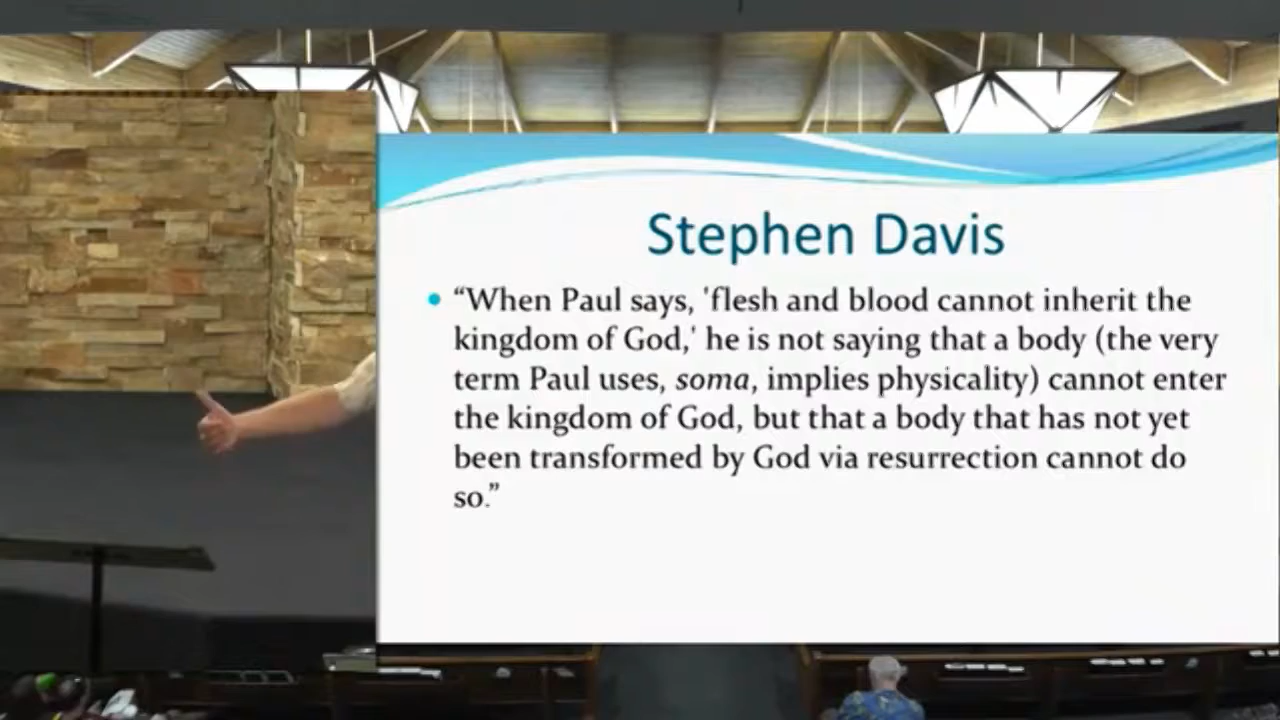 Stephen Davis
• “When Paul says, 'flesh and blood cannot inherit the
kingdom of God,' he is not saying that a body (the very
term Paul uses, soma, implies physicality) cannot enter
the kingdom of God, but that a body that has not yet
been transformed by God via resurrection cannot do
so.”